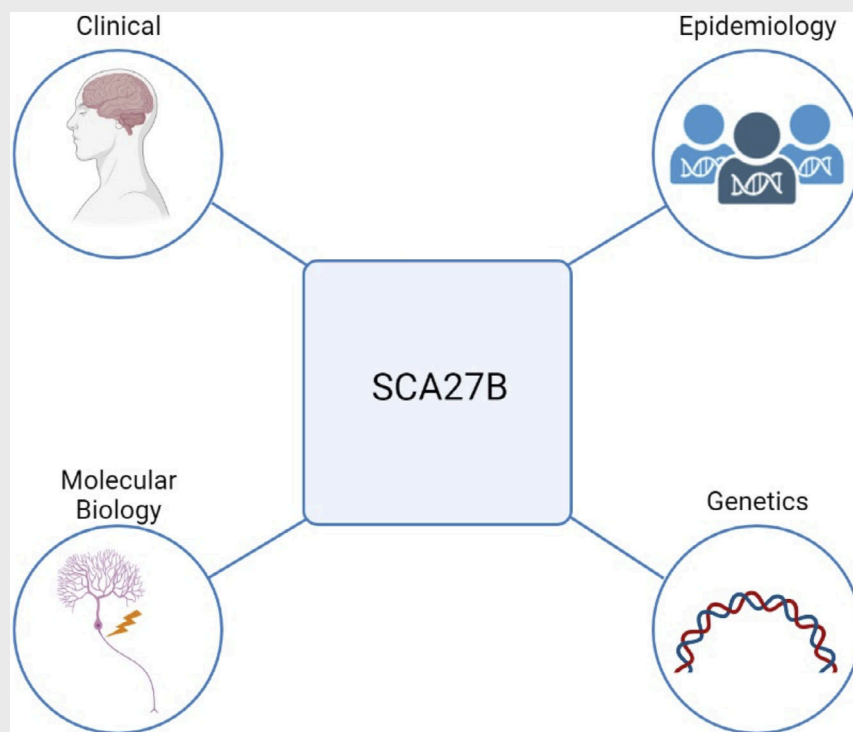 Clinical
Epidemiology
SCA27B
Molecular
Biology
Genetics